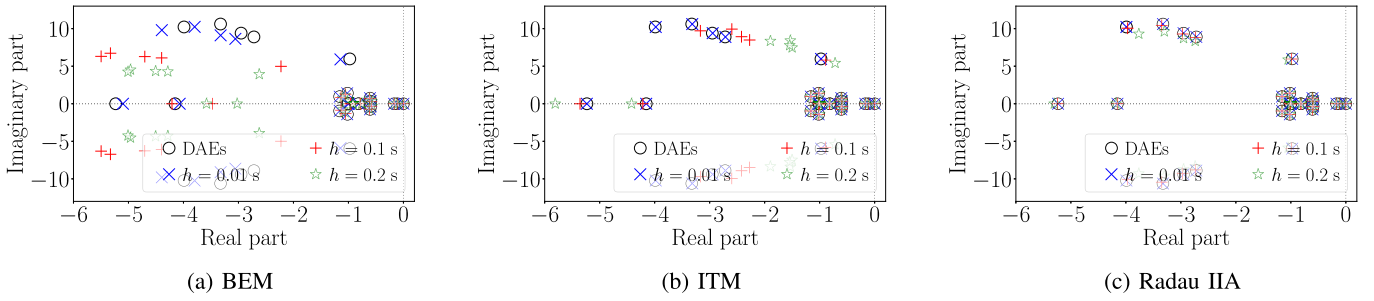 Imaginary part
10
5
0
−5
−10
−6
−5
−4
−3
−2
−1
0
Real part
DAEs
h = 0.01 s
h = 0.1 s
h = 0.2 s
(a) BEM
Imaginary part
10
5
0
−5
−10
−6
−5
−4
−3
−2
−1
0
Real part
DAEs
h = 0.01 s
h = 0.1 s
h = 0.2 s
(b) ITM
Imaginary part
10
5
0
−5
−10
−6
−5
−4
−3
−2
−1
0
Real part
DAEs
h = 0.01 s
h = 0.1 s
h = 0.2 s
(c) Radau IIA